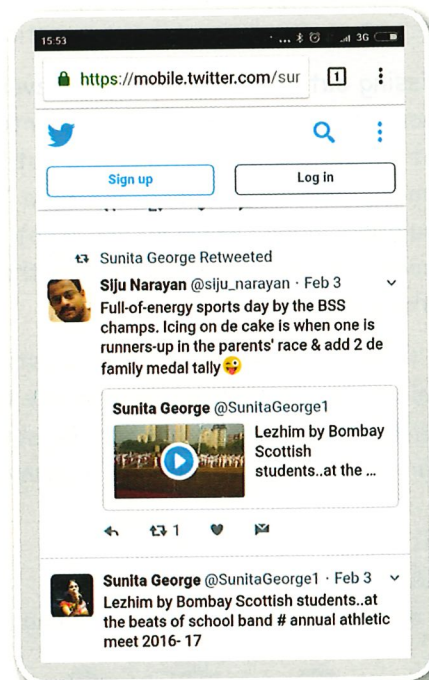 15:53
3G
https://mobile.twitter.com/sur
1
Sign up
Log in
Sunita George Retweeted
Siju Narayan @siju_narayan · Feb 3
Full-of-energy sports day by the BSS
champs. Icing on de cake is when one is
runners-up in the parents' race & add 2 de
family medal tally😜
Sunita George @SunitaGeorge1
Lezhim by Bombay
Scottish
students..at the ...
1
Sunita George @SunitaGeorge1 · Feb 3
Lezhim by Bombay Scottish students..at
the beats of school band # annual athletic
meet 2016- 17